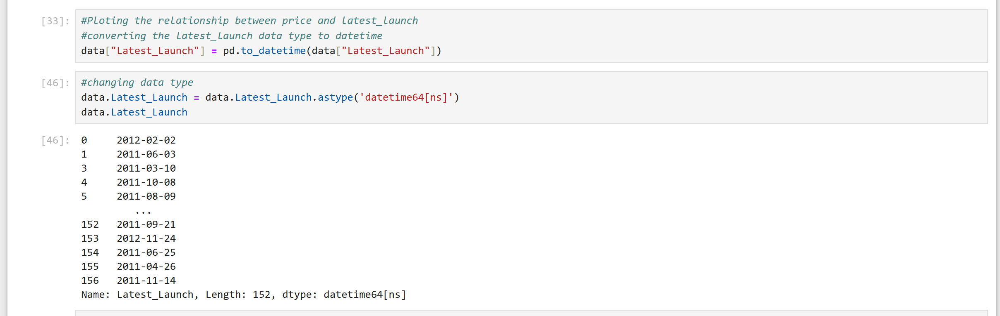 [33]: #Ploting the relationship between price and latest_launch
#converting the latest_launch data type to datetime
data["Latest_Launch"] = pd.to_datetime(data["Latest_Launch"])
[46]: #changing data type
data.Latest_Launch = data.Latest_Launch.astype('datetime64[ns]')
data.Latest_Launch
[46]: 0     2012-02-02
1     2011-06-03
3     2011-03-10
4     2011-10-08
5     2011-08-09
...
152   2011-09-21
153   2012-11-24
154   2011-06-25
155   2011-04-26
156   2011-11-14
Name: Latest_Launch, Length: 152, dtype: datetime64[ns]